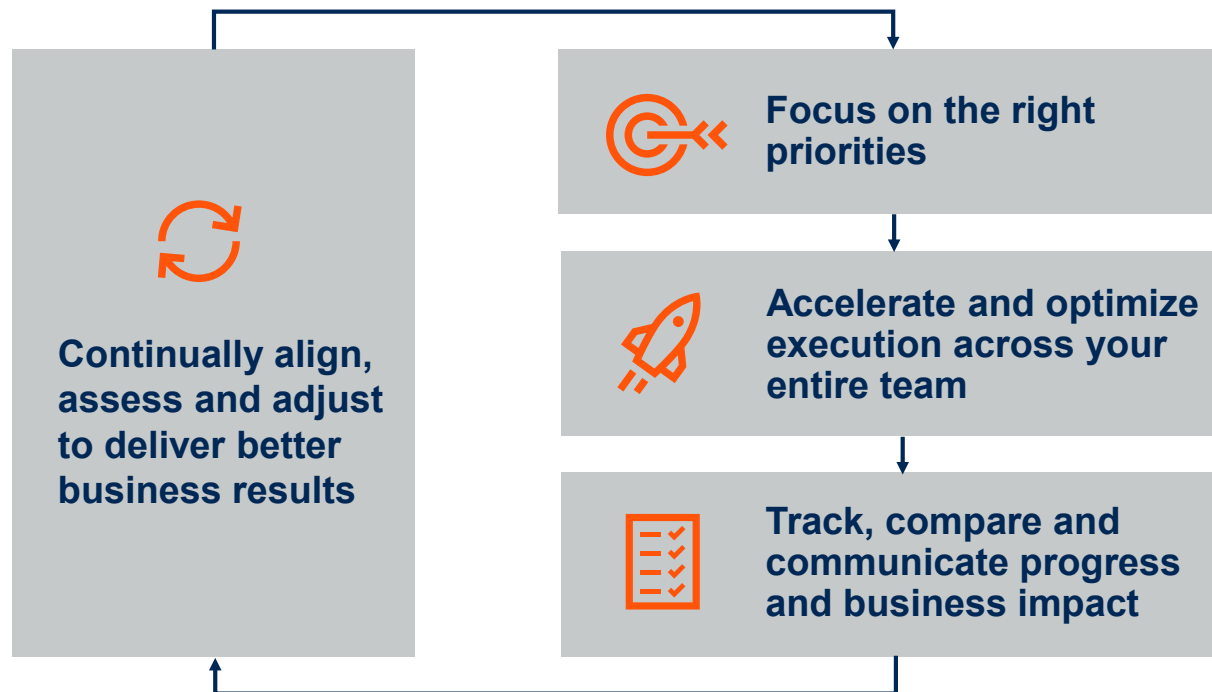 Continually align,
assess and adjust
to deliver better
business results
Focus on the right
priorities
Accelerate and optimize
execution across your
entire team
Track, compare and
communicate progress
and business impact